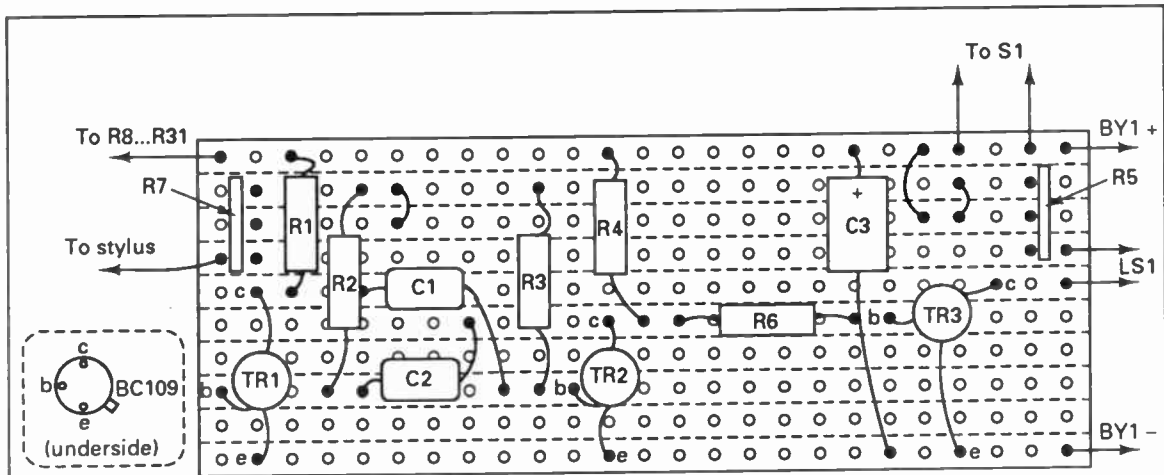 To S1
To R8...R31
BY1 +
R7
R5
R1
R4
+
C3
To stylus
R2
C1
R3
LS1
c
c
R6
b
TR3
c
c
b
BC109
e
(underside)
b
TR1
C2
b
TR2
e
e
e
BY1 -